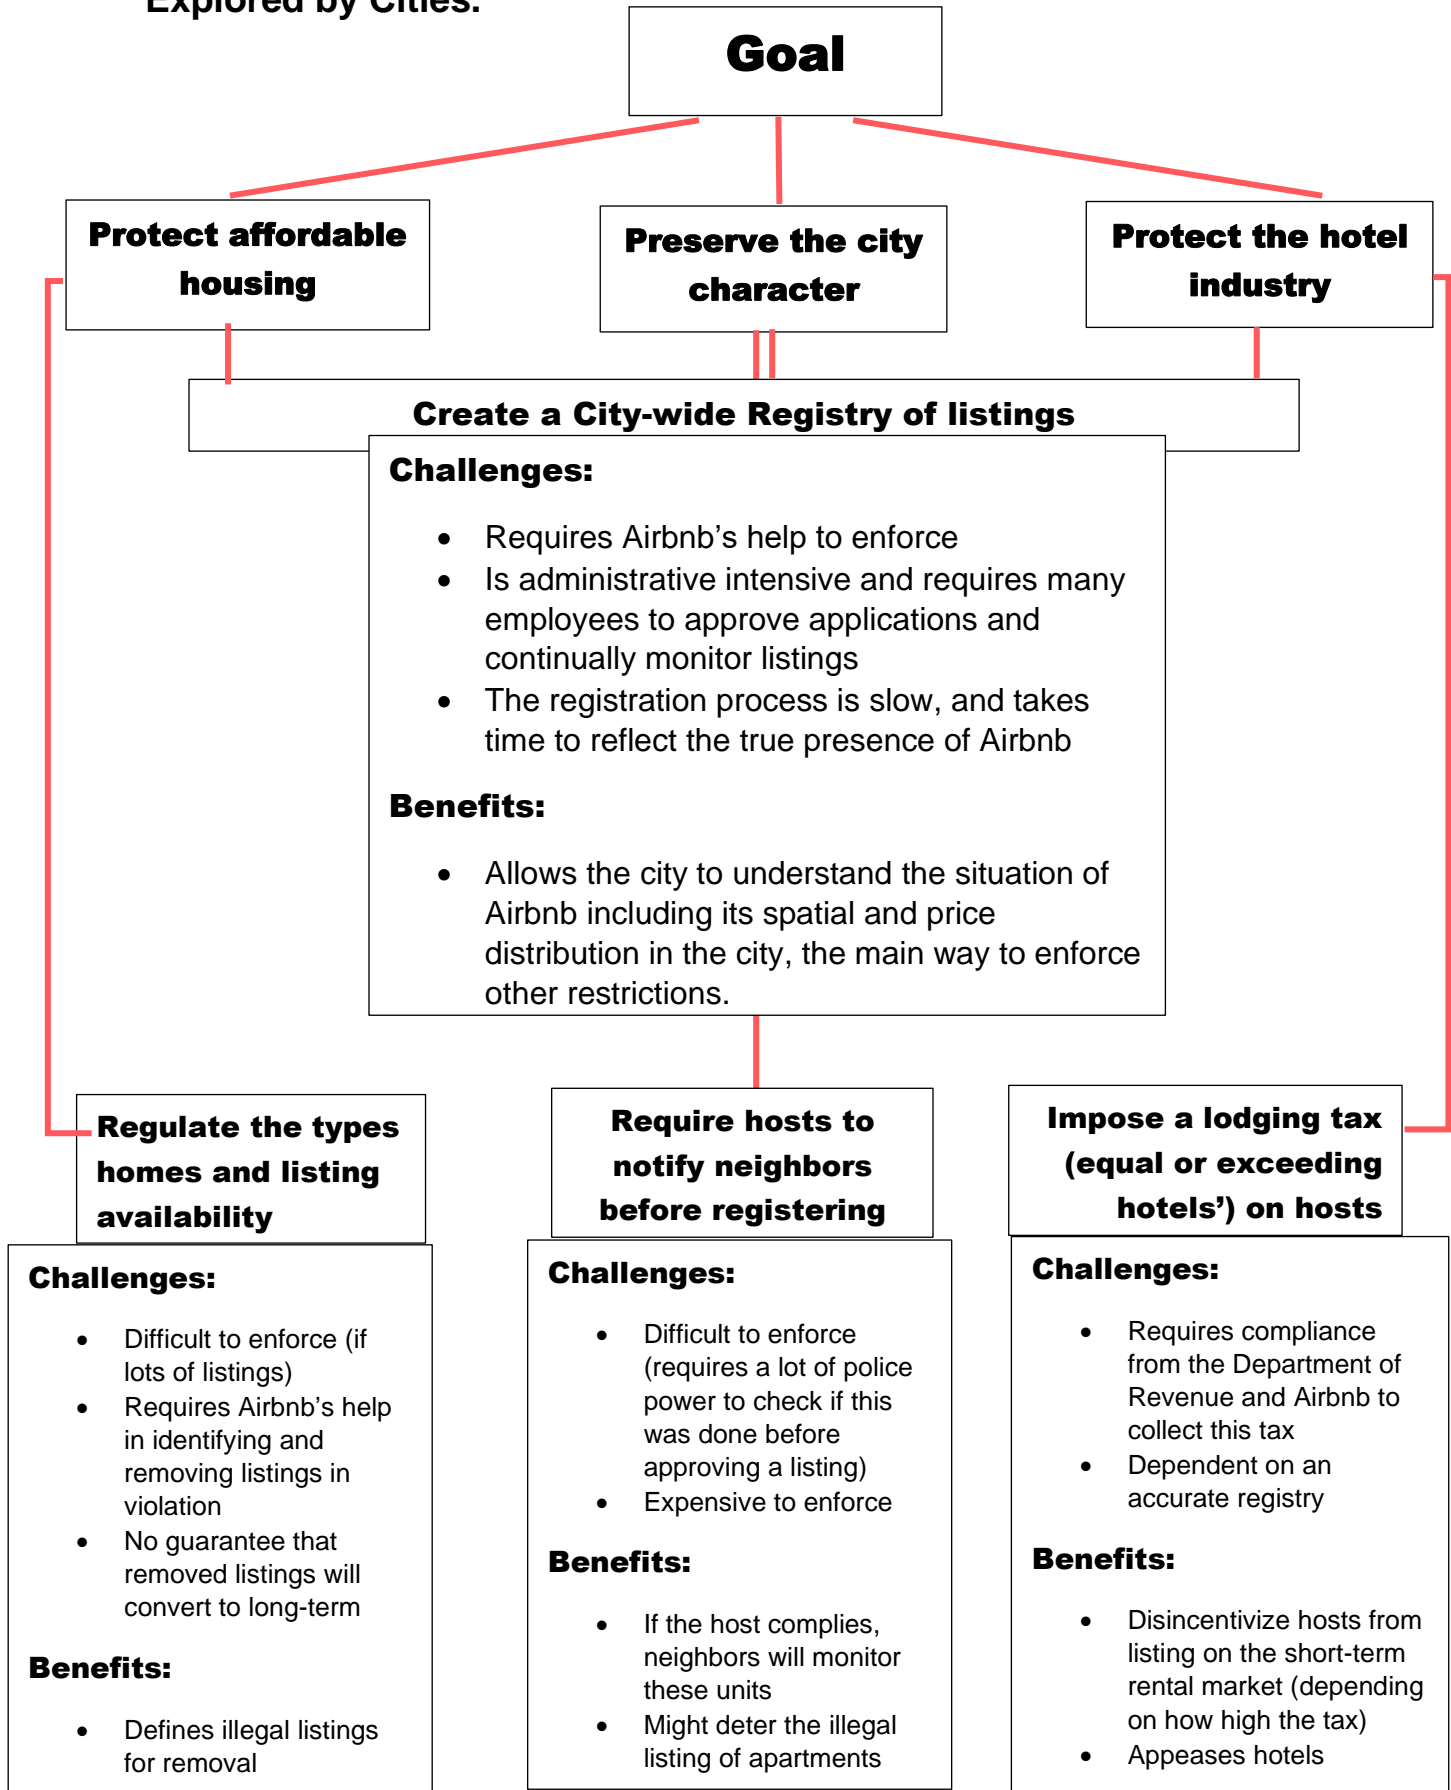 Explored by Cities.
Goal
Protect affordable
housing
Preserve the city
character
Protect the hotel
industry
Create a City-wide Registry of listings
Challenges:
• Requires Airbnb's help to enforce
• Is administrative intensive and requires many
employees to approve applications and
continually monitor listings
• The registration process is slow, and takes
time to reflect the true presence of Airbnb
Benefits:
• Allows the city to understand the situation of
Airbnb including its spatial and price
distribution in the city, the main way to enforce
other restrictions.
Regulate the types
homes and listing
availability
Challenges:
• Difficult to enforce (if
lots of listings)
• Requires Airbnb's help
in identifying and
removing listings in
violation
• No guarantee that
removed listings will
convert to long-term
Benefits:
• Defines illegal listings
for removal
Require hosts to
notify neighbors
before registering
Challenges:
• Difficult to enforce
(requires a lot of police
power to check if this
was done before
approving a listing)
• Expensive to enforce
Benefits:
• If the host complies,
neighbors will monitor
these units
• Might deter the illegal
listing of apartments
Impose a lodging tax
(equal or exceeding
hotels’) on hosts
Challenges:
• Requires compliance
from the Department of
Revenue and Airbnb to
collect this tax
• Dependent on an
accurate registry
Benefits:
• Disincentivize hosts from
listing on the short-term
rental market (depending
on how high the tax)
• Appeases hotels